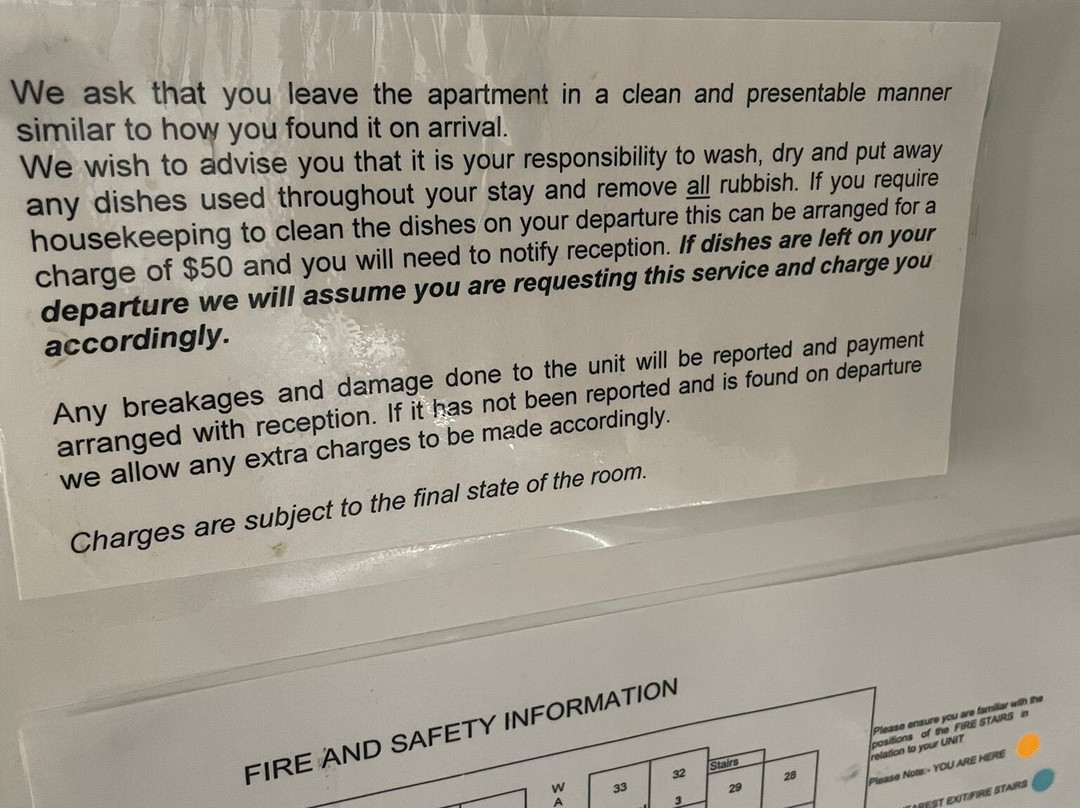 We ask that you leave the apartment in a clean and presentable manner
similar to how you found it on arrival.
We wish to advise you that it is your responsibility to wash, dry and put away
any dishes used throughout your stay and remove all rubbish. If you require
housekeeping to clean the dishes on your departure this can be arranged for a
charge of $50 and you will need to notify reception. If dishes are left on your
departure we will assume you are requesting this service and charge you
accordingly.
Any breakages and damage done to the unit will be reported and payment
arranged with reception. If it has not been reported and is found on departure
we allow any extra charges to be made accordingly.
Charges are subject to the final state of the room.
FIRE AND SAFETY INFORMATION
Please ensure you are familiar with the
positions of the FIRE STAIRS in
relation to your UNIT
Please Note:- YOU ARE HERE
EXIT/FIRE STAIRS
W
A
33
32
3
Stairs
29
28